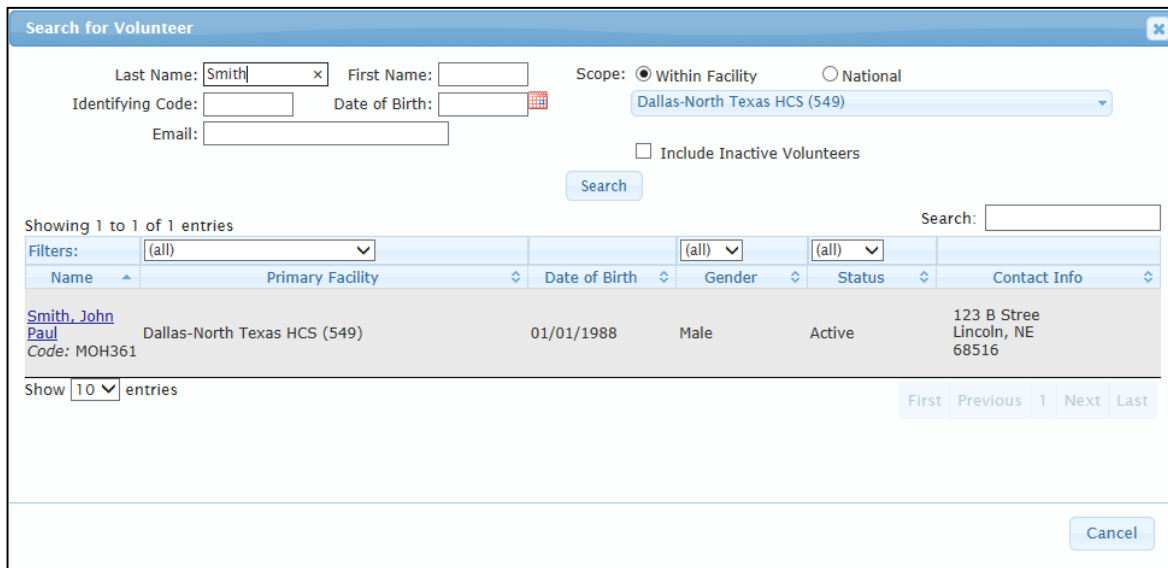 Search for Volunteer
Last Name: Smith × First Name: Scope: Within Facility National
Identifying Code: Date of Birth: Dallas-North Texas HCS (549)
Email:
Include Inactive Volunteers
Search
Showing 1 to 1 of 1 entries Search:
Filters: (all) (all) (all)
Name Primary Facility Date of Birth Gender Status Contact Info
Smith, John
Paul
Code: MOH361
Dallas-North Texas HCS (549) 01/01/1988 Male Active
123 B Stree
Lincoln, NE
68516
Show 10 entries
First Previous 1 Next Last
Cancel